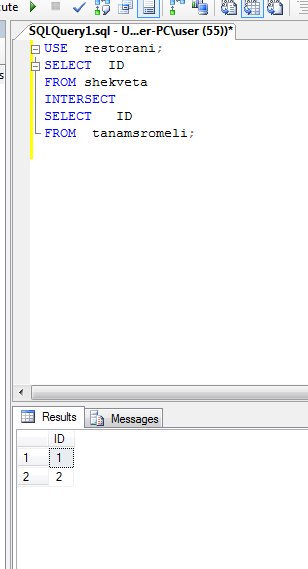 ute
SQLQuery1.sql - U...er-PC\user (55))*
USE restorani;
SELECT ID
FROM shekveta
INTERSECT
SELECT ID
FROM tanamsromeli;
Results
Messages
ID
1 1
2 2